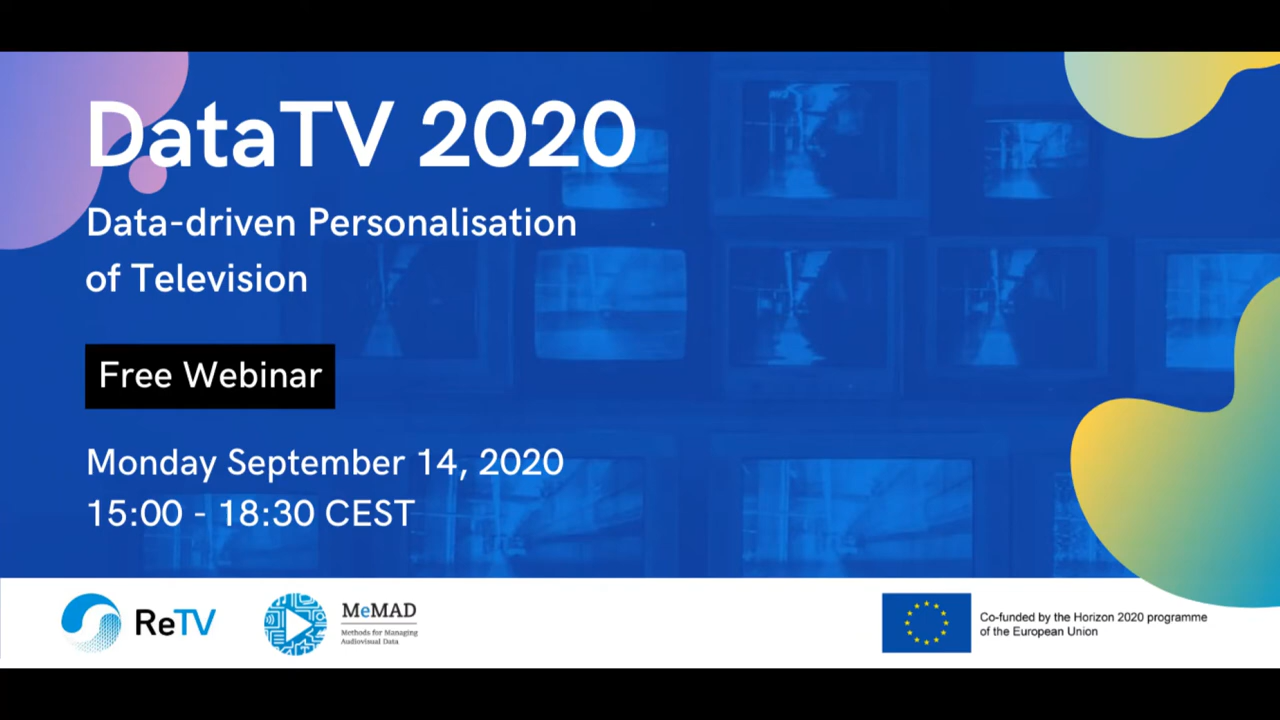 DataTV 2020
Data-driven Personalisation
of Television
Free Webinar
Monday September 14, 2020
15:00 - 18:30 CEST
ReTV
MeMAD
Methods for Managing
Audiovisual Data
Co-funded by the Horizon 2020 programme
of the European Union